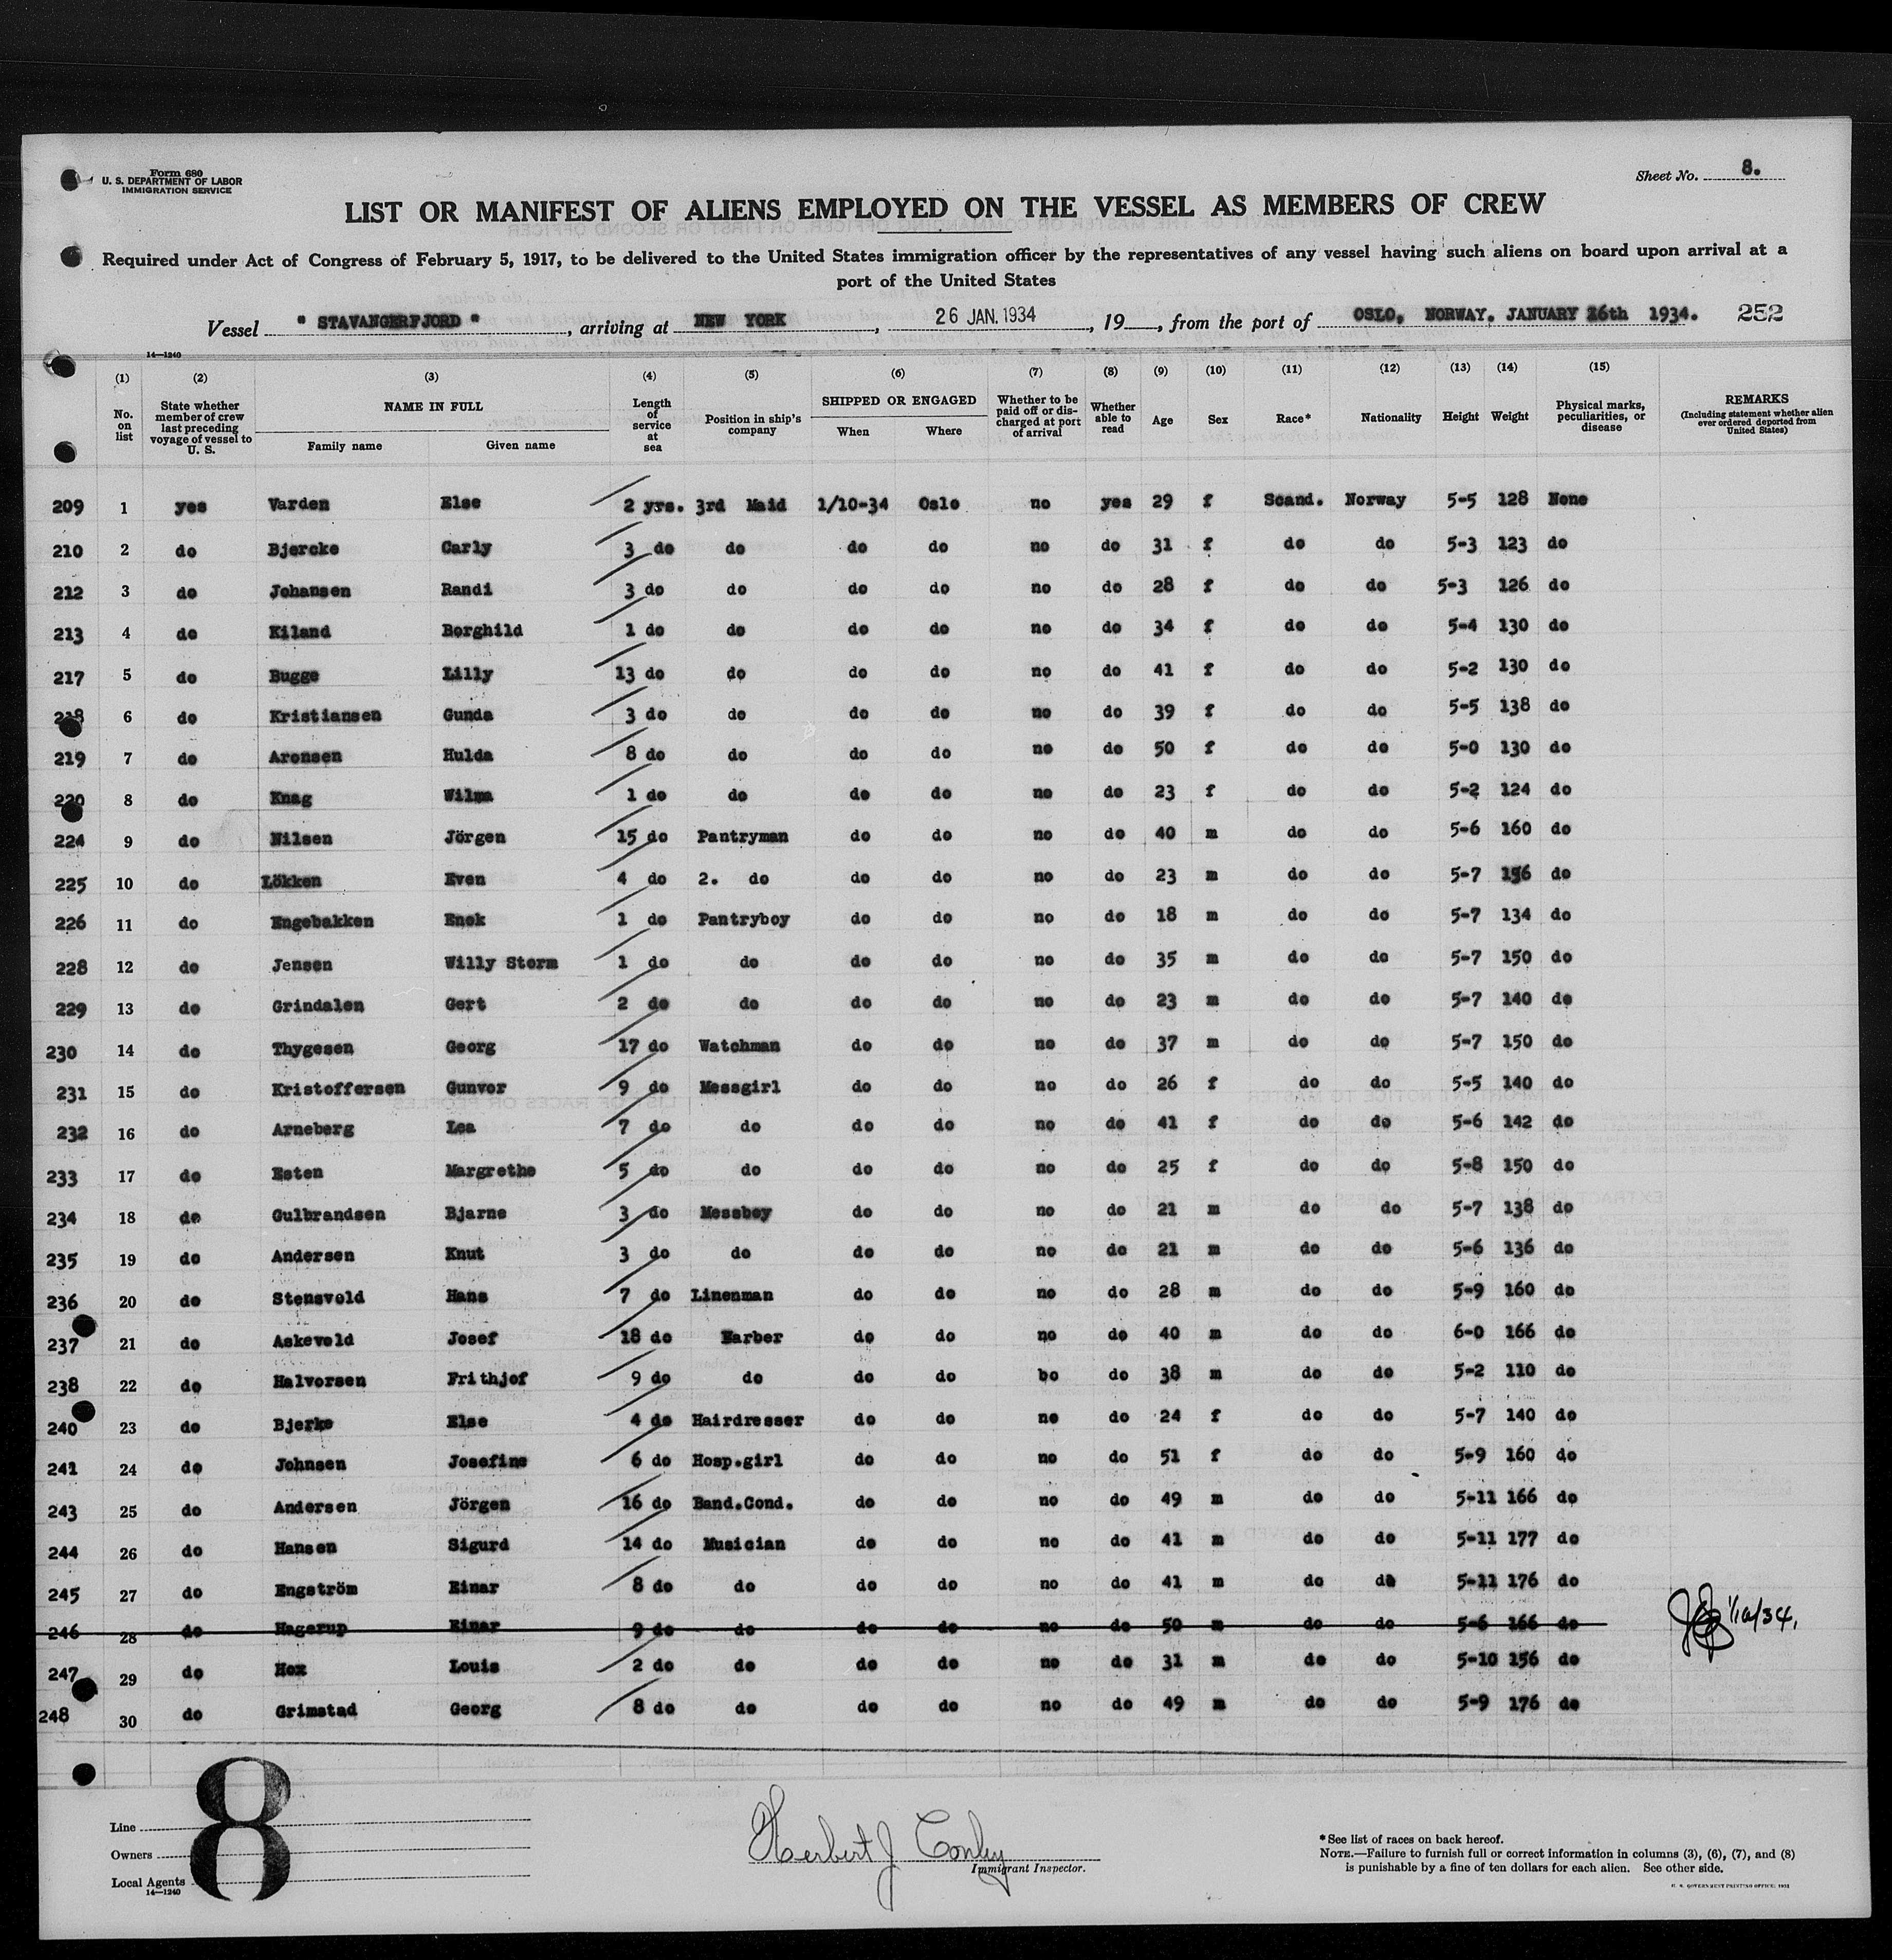 Form 680
U. S. DEPARTMENT OF LABOR
IMMIGRATION SERVICE
Sheet No. 8.
LIST OR MANIFEST OF ALIENS EMPLOYED ON THE VESSEL AS MEMBERS OF CREW
Required under Act of Congress of February 5, 1917, to be delivered to the United States immigration officer by the representatives of any vessel having such aliens on board upon arrival at a
port of the United States
Vessel " STAVANGERFJORD ", arriving at NEW YORK, 26 JAN. 1934, 19, from the port of OSLO, NORWAY, JANUARY 16th 1934. 252
14—1240
(1) (2) (3) (4) (5) (6) (7) (8) (9) (10) (11) (12) (13) (14) (15)
No. on list State whether member of crew last preceding voyage of vessel to U. S. NAME IN FULL Family name Given name Length of service at sea Position in ship's company SHIPPED OR ENGAGED When Where Whether to be paid off or discharged at port of arrival Whether able to read Age Sex Race* Nationality Height Weight Physical marks, peculiarities, or disease REMARKS (Including statement whether alien ever ordered deported from United States)
209 1 yes Varden Else 2 yrs. 3rd Maid 1/10-34 Oslo no yes 29 f Scand. Norway 5-5 128 None
210 2 do Bjercke Carly 3 do do do do no do 31 f do do 5-3 123 do
212 3 do Johansen Randi 3 do do do do no do 28 f do do 5-3 126 do
213 4 do Kiland Borghild 1 do do do do no do 34 f do do 5-4 130 do
217 5 do Bugge Lilly 13 do do do do no do 41 f do do 5-2 130 do
218 6 do Kristiansen Gunda 3 do do do do no do 39 f do do 5-5 138 do
219 7 do Aronsen Hulda 8 do do do do no do 50 f do do 5-0 130 do
220 8 do Knag Wilma 1 do do do do no do 23 f do do 5-2 124 do
224 9 do Nilsen Jörgen 15 do Pantryman do do no do 40 m do do 5-6 160 do
225 10 do Lökken Even 4 do 2. do do do no do 23 m do do 5-7 156 do
226 11 do Engebakken Enok 1 do Pantryboy do do no do 18 m do do 5-7 134 do
228 12 do Jensen Willy Storm 1 do do do do no do 35 m do do 5-7 150 do
229 13 do Grindalen Gert 2 do do do do no do 23 m do do 5-7 140 do
230 14 do Thygesen Georg 17 do Watchman do do no do 37 m do do 5-7 150 do
231 15 do Kristoffersen Gunvor 9 do Messgirl do do no do 26 f do do 5-5 140 do
232 16 do Arneberg Lea 7 do do do do no do 41 f do do 5-6 142 do
233 17 do Esten Margrethe 5 do do do do no do 25 f do do 5-8 150 do
234 18 do Gulbrandsen Bjarne 3 do Messboy do do no do 21 m do do 5-7 138 do
235 19 do Andersen Knut 3 do do do do no do 21 m do do 5-6 136 do
236 20 do Stensvold Hans 7 do Linenman do do no do 28 m do do 5-9 160 do
237 21 do Askevold Josef 18 do Barber do do no do 40 m do do 6-0 166 do
238 22 do Halvorsen Frithjof 9 do do do do bo do 38 m do do 5-2 110 do
240 23 do Bjerke Else 4 do Hairdresser do do no do 24 f do do 5-7 140 do
241 24 do Johnsen Josefine 6 do Hosp.girl do do no do 51 f do do 5-9 160 do
243 25 do Andersen Jörgen 16 do Band.Cond. do do no do 49 m do do 5-11 166 do
244 26 do Hansen Sigurd 14 do Musician do do no do 41 m do do 5-11 177 do
245 27 do Engström Einar 8 do do do do no do 41 m do do 5-11 176 do
246 28 do Hagerup Einar 9 do do do do no do 50 m do do 5-6 166 do
247 29 do Hox Louis 2 do do do do no do 31 m do do 5-10 156 do
248 30 do Grimstad Georg 8 do do do do no do 49 m do do 5-9 176 do
8
Line
Owners
Local Agents
14—1240
Herbert J Conley
Immigrant Inspector.
*See list of races on back hereof.
NOTE.—Failure to furnish full or correct information in columns (3), (6), (7), and (8)
is punishable by a fine of ten dollars for each alien. See other side.